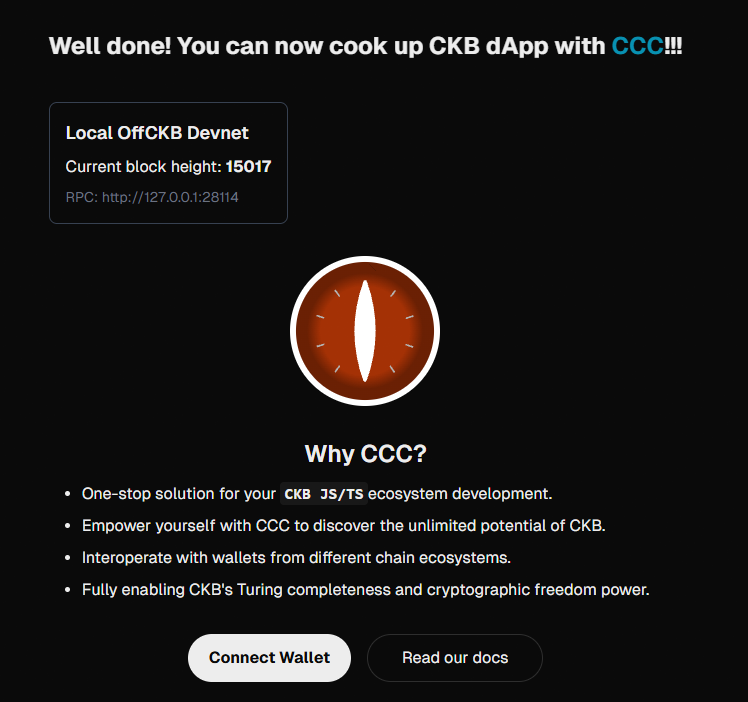 Well done! You can now cook up CKB dApp with CCC!!!
Local OffCKB Devnet
Current block height: 15017
RPC: http://127.0.0.1:28114
Why CCC?
• One-stop solution for your CKB JS/TS ecosystem development.
• Empower yourself with CCC to discover the unlimited potential of CKB.
• Interoperate with wallets from different chain ecosystems.
• Fully enabling CKB's Turing completeness and cryptographic freedom power.
Connect Wallet
Read our docs